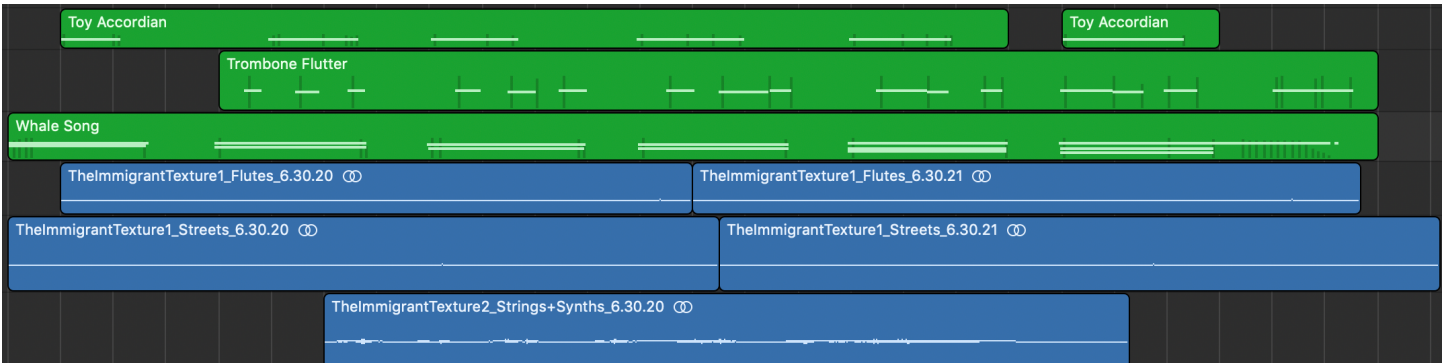 Toy Accordian
Toy Accordian
Trombone Flutter
Whale Song
TheImmigrantTexture1_Flutes_6.30.20
TheImmigrantTexture1_Flutes_6.30.21
TheImmigrantTexture1_Streets_6.30.20
TheImmigrantTexture1_Streets_6.30.21
TheImmigrantTexture2_Strings+Synths_6.30.20